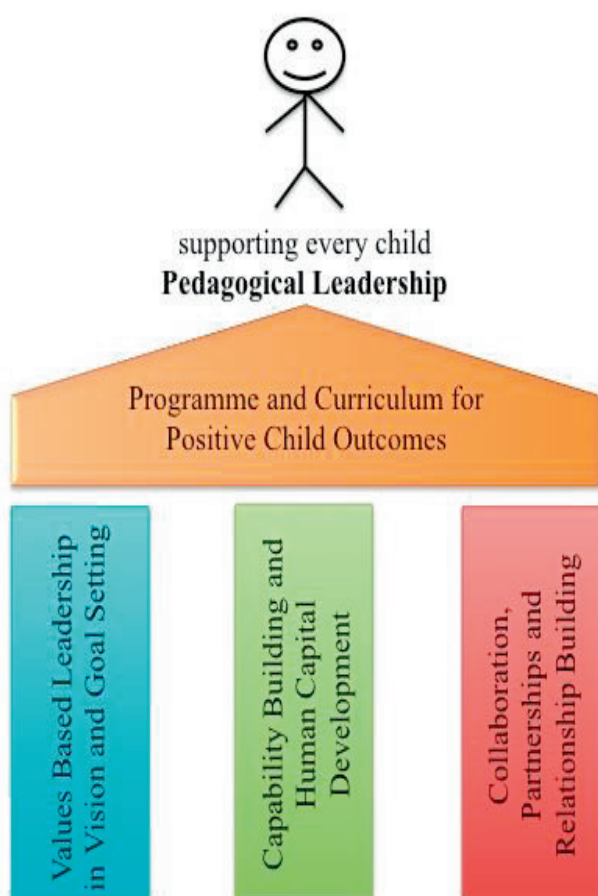 supporting every child
Pedagogical Leadership
Programme and Curriculum for
Positive Child Outcomes
Values Based Leadership
in Vision and Goal Setting
Capability Building and
Human Capital
Development
Collaboration,
Partnerships and
Relationship Building